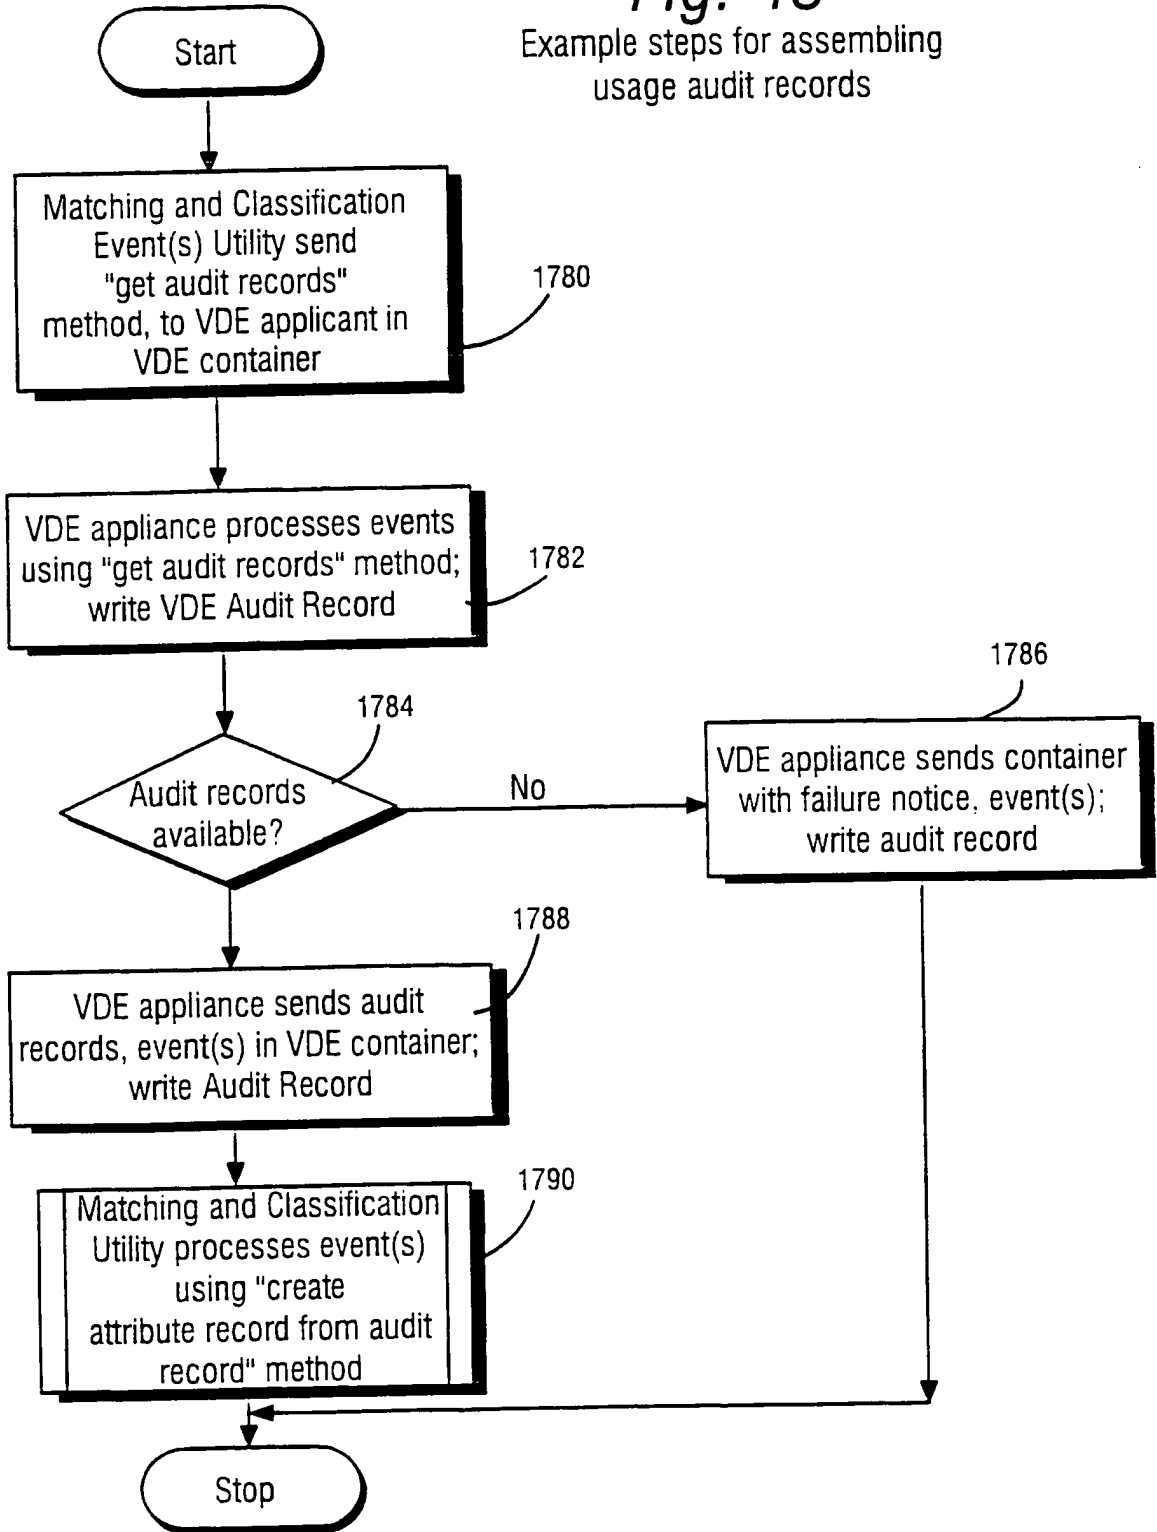 Start
Example steps for assembling
usage audit records
Matching and Classification
Event(s) Utility send
"get audit records"
method, to VDE applicant in
VDE container
1780
VDE appliance processes events
using "get audit records" method;
write VDE Audit Record
1782
Audit records
available?
1784
No
1786
VDE appliance sends container
with failure notice, event(s);
write audit record
1788
VDE appliance sends audit
records, event(s) in VDE container;
write Audit Record
1790
Matching and Classification
Utility processes event(s)
using "create
attribute record from audit
record" method
Stop